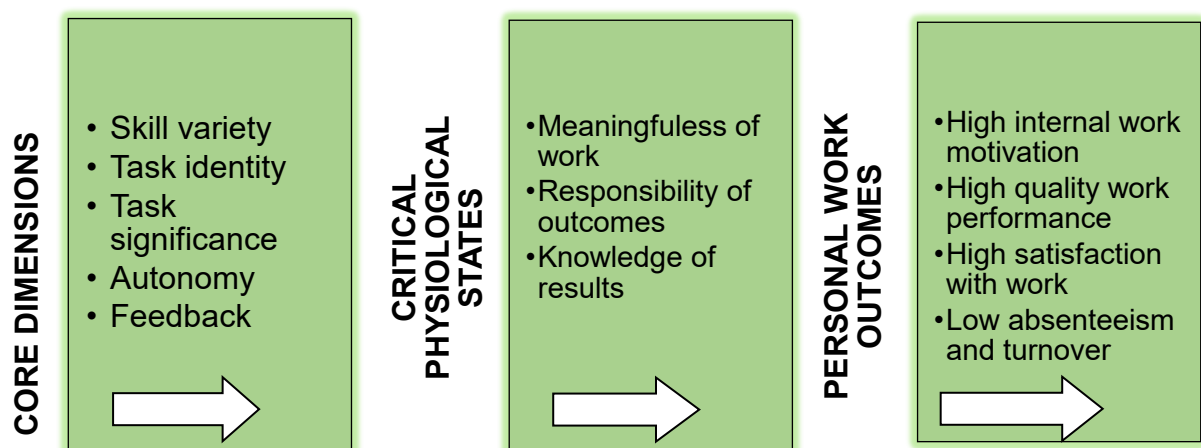 CORE DIMENSIONS
• Skill variety
• Task identity
• Task
significance
• Autonomy
• Feedback
CRITICAL
PHYSIOLOGICAL
STATES
•Meaningfuless of
work
•Responsibility of
outcomes
•Knowledge of
results
PERSONAL WORK
OUTCOMES
•High internal work
motivation
•High quality work
performance
•High satisfaction
with work
•Low absenteeism
and turnover